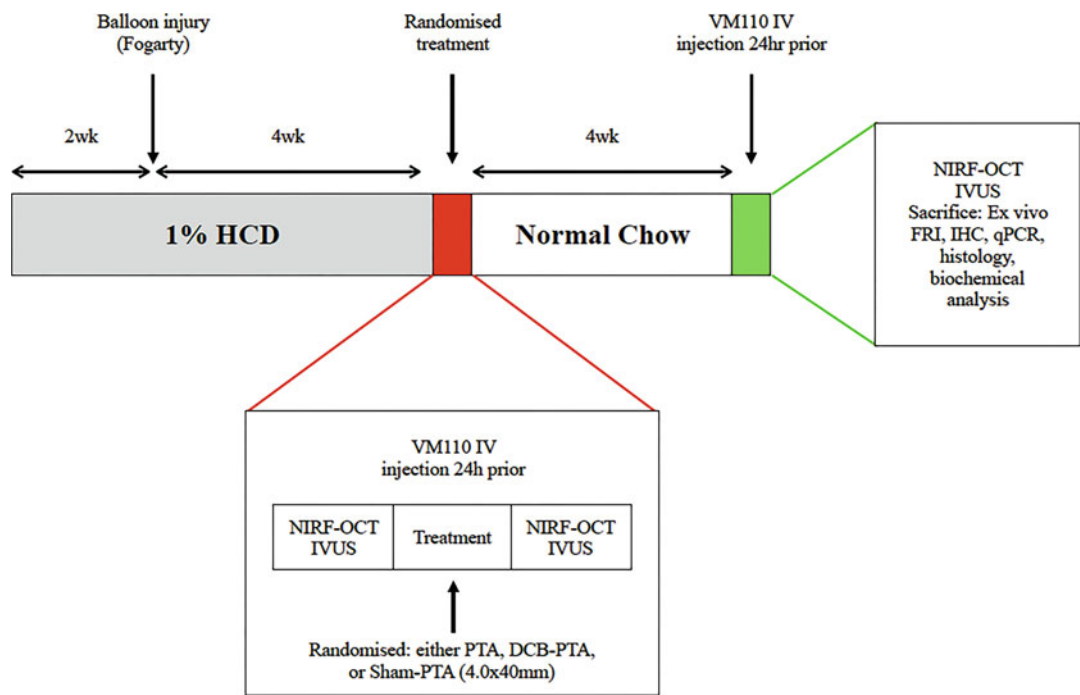 Balloon injury
(Fogarty)
Randomised
treatment
VM110 IV
injection 24hr prior
2wk
4wk
4wk
1% HCD
Normal Chow
NIRF-OCT
IVUS
Sacrifice: Ex vivo
FRI, IHC, qPCR,
histology,
biochemical
analysis
VM110 IV
injection 24h prior
NIRF-OCT
IVUS
Treatment
NIRF-OCT
IVUS
Randomised: either PTA, DCB-PTA,
or Sham-PTA (4.0x40mm)